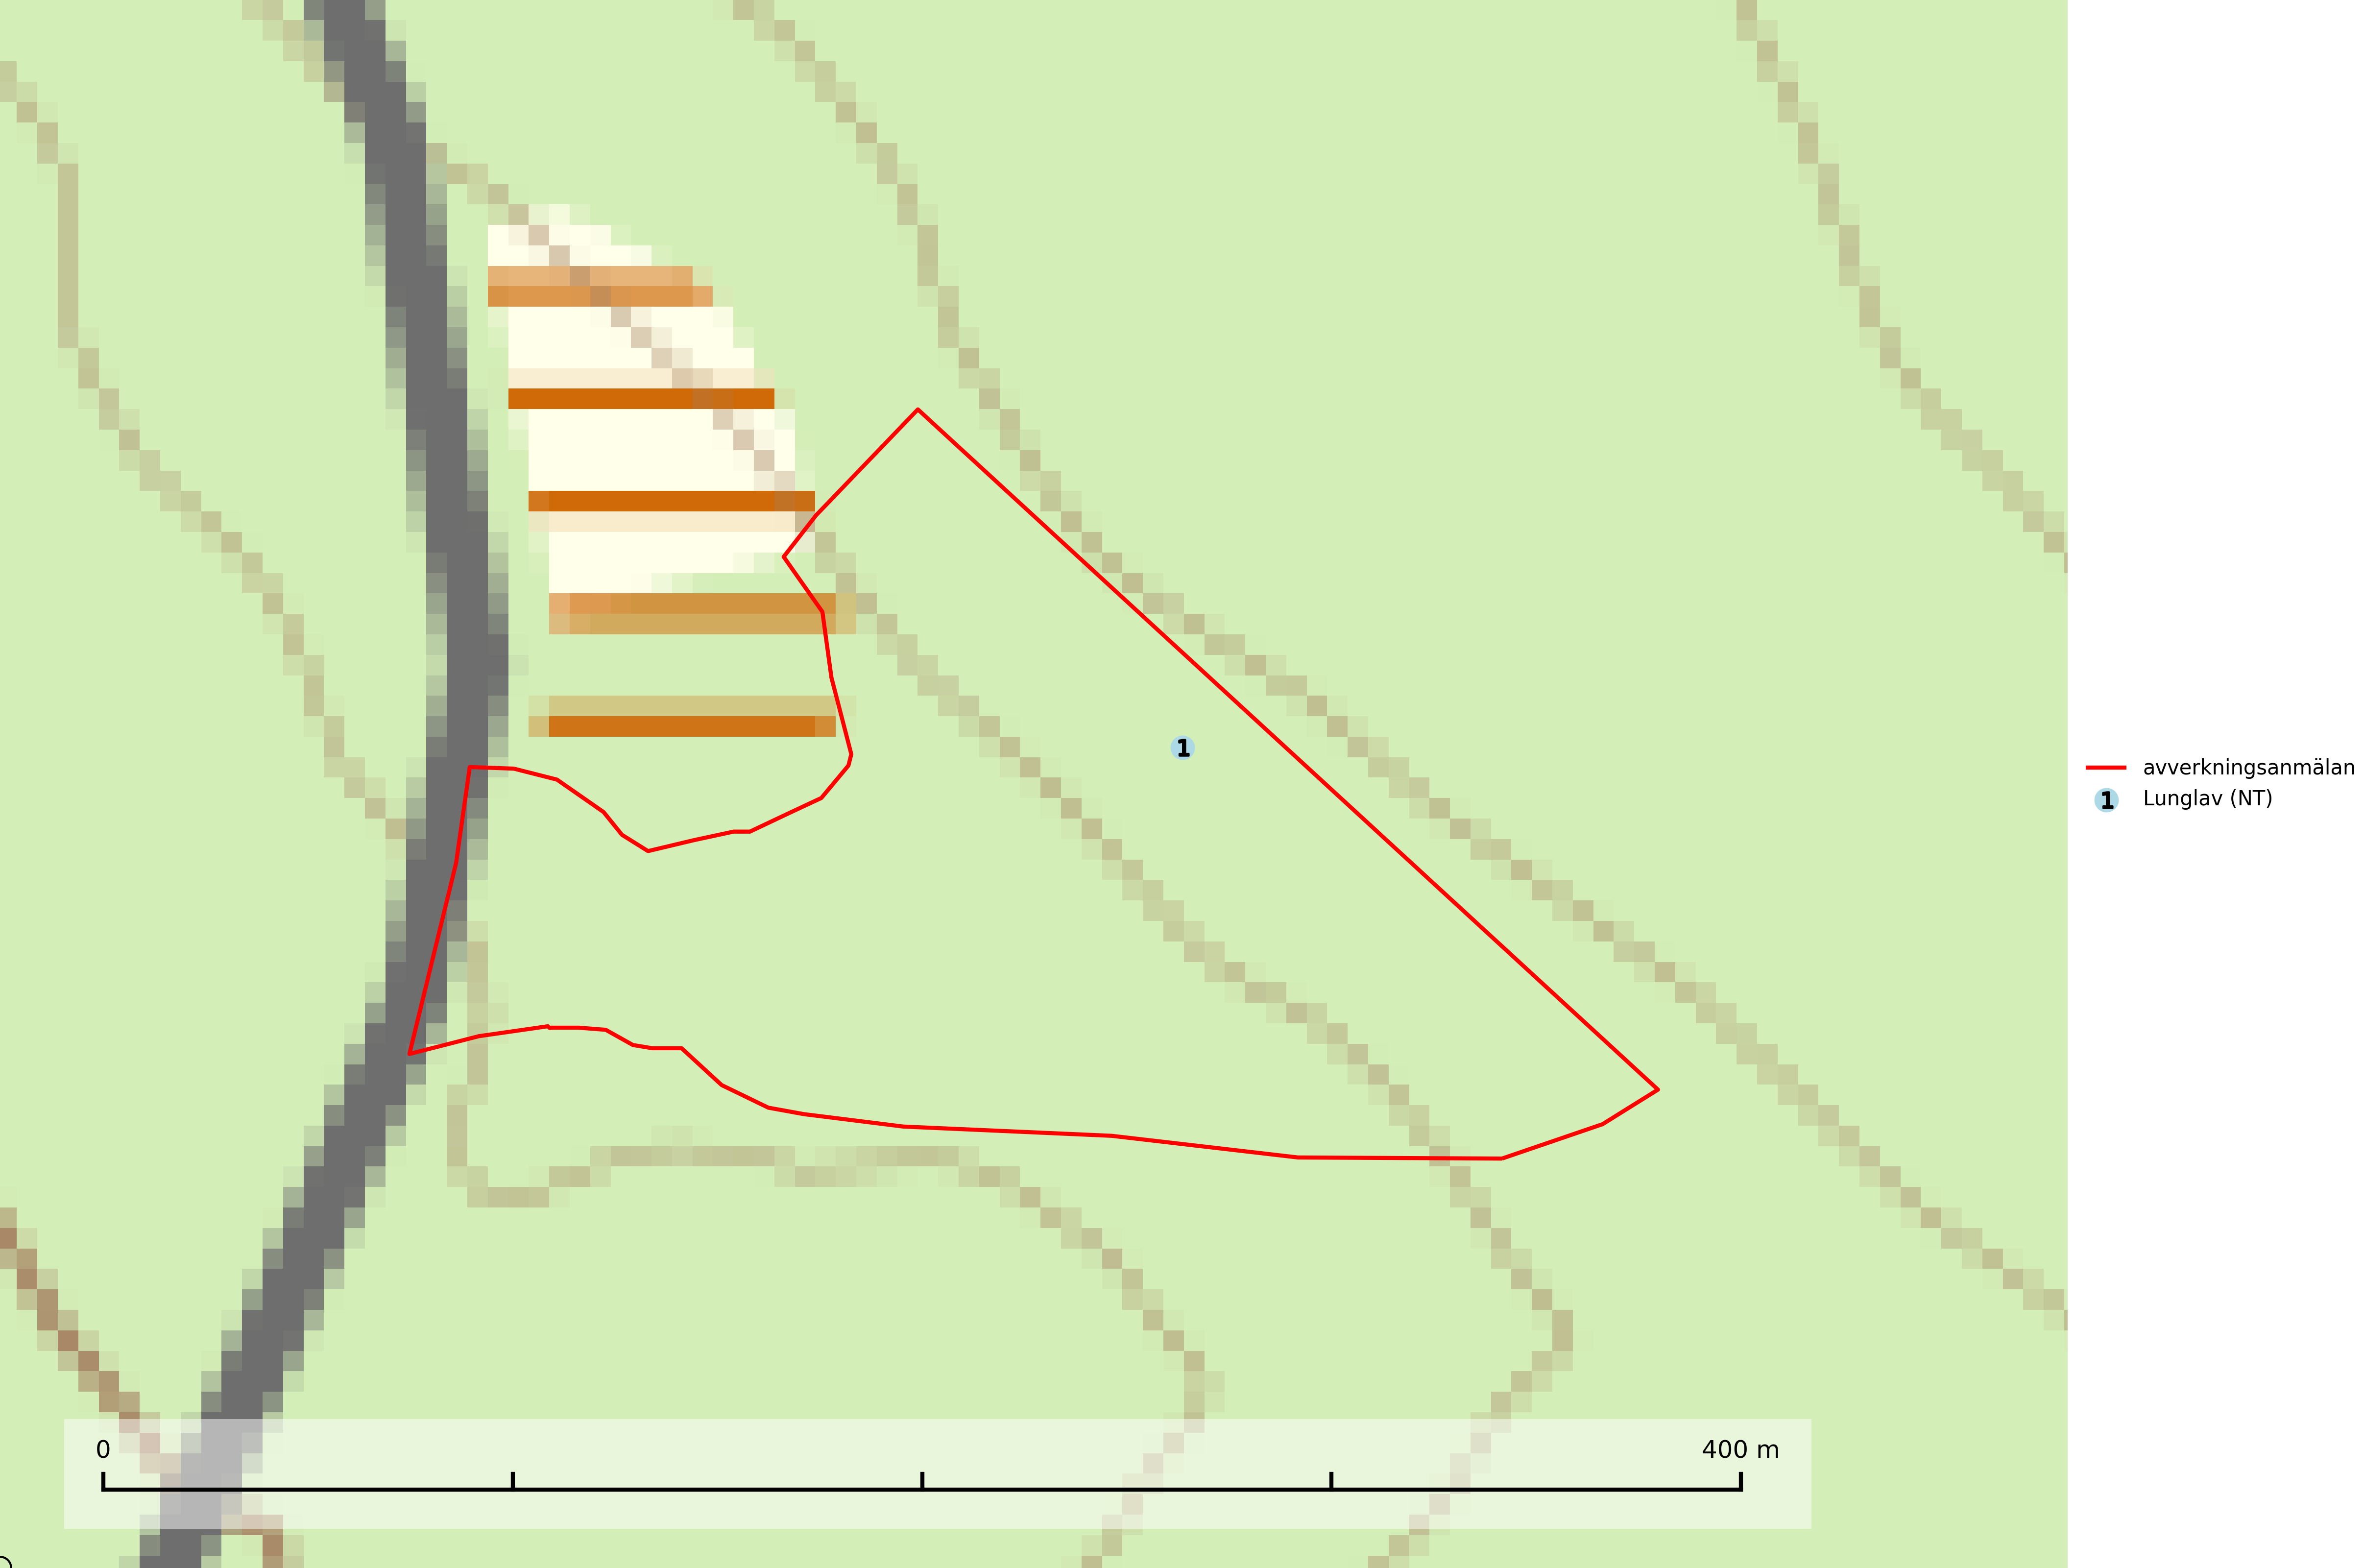 1
avverkningsanmälan
1 Lunglav (NT)
0 400 m